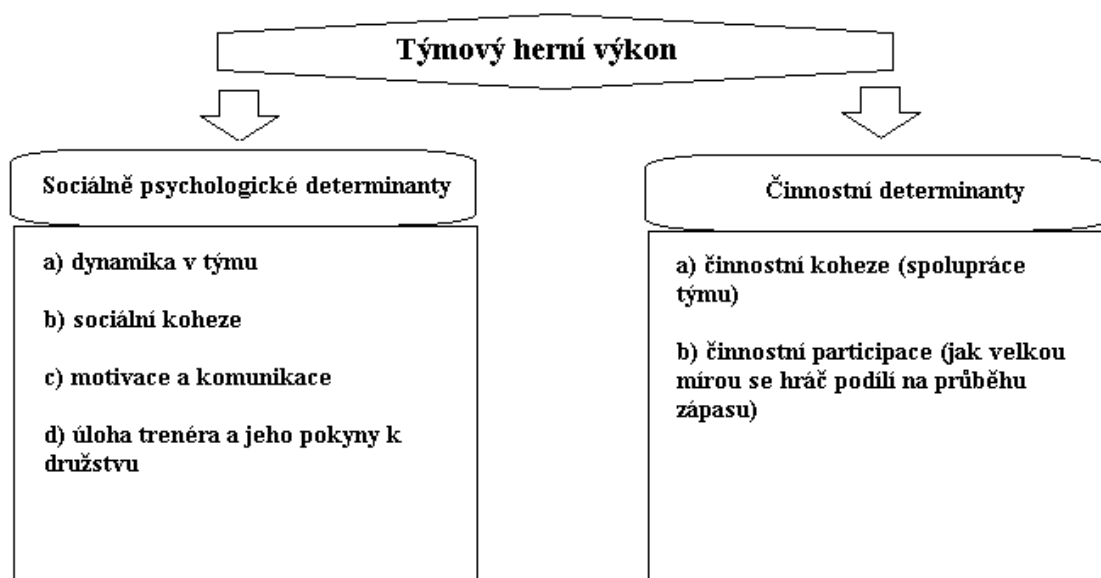 Týmový herní výkon
Sociálně psychologické determinanty
a) dynamika v týmu
b) sociální koheze
c) motivace a komunikace
d) úloha trenéra a jeho pokyny k
družstvu
Činnostní determinanty
a) činnostní koheze (spolupráce
týmu)
b) činnostní participace (jak velkou
mírou se hráč podílí na průběhu
zápasu)